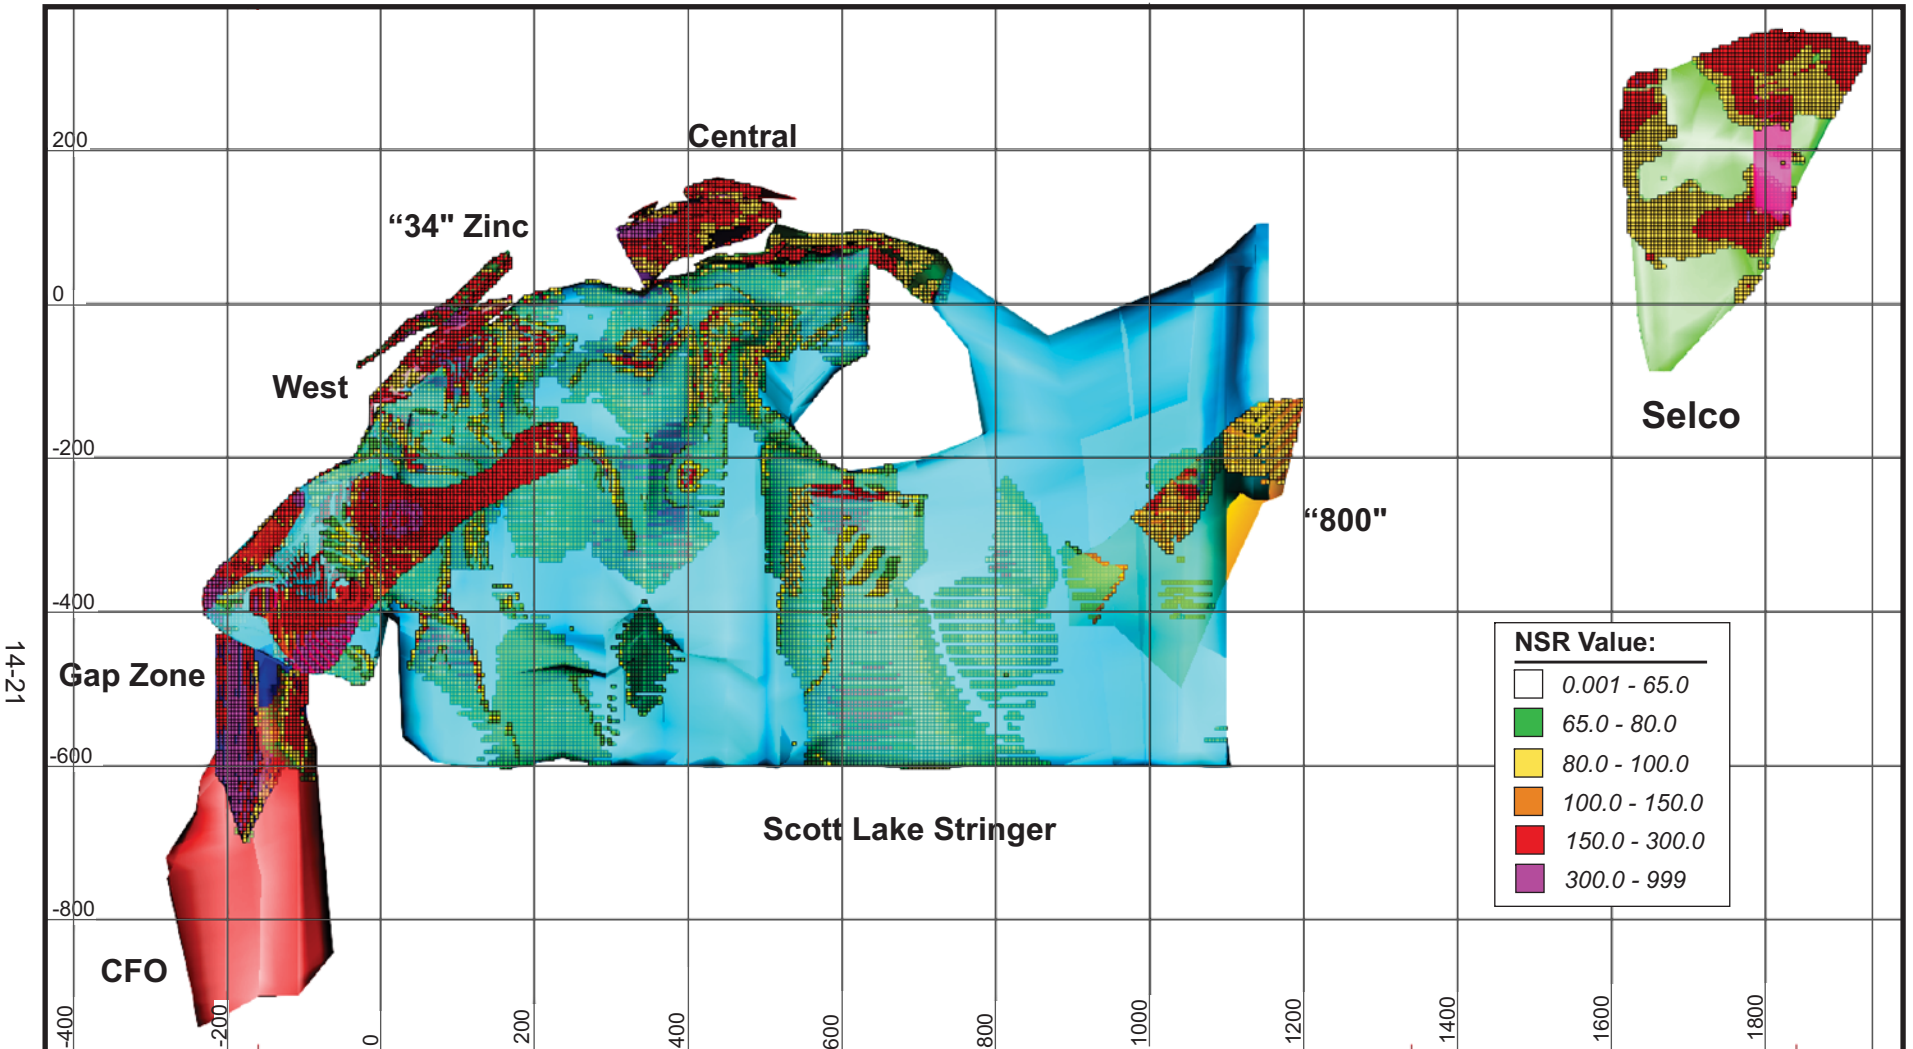 Central
200
“34" Zinc
0
West
Selco
-200
“800"
-400
14-21
Gap Zone
NSR Value:
0.001 - 65.0
65.0 - 80.0
80.0 - 100.0
100.0 - 150.0
150.0 - 300.0
300.0 - 999
-600
Scott Lake Stringer
-800
CFO
-400
-200
0
200
400
600
800
1000
1200
1400
1600
1800